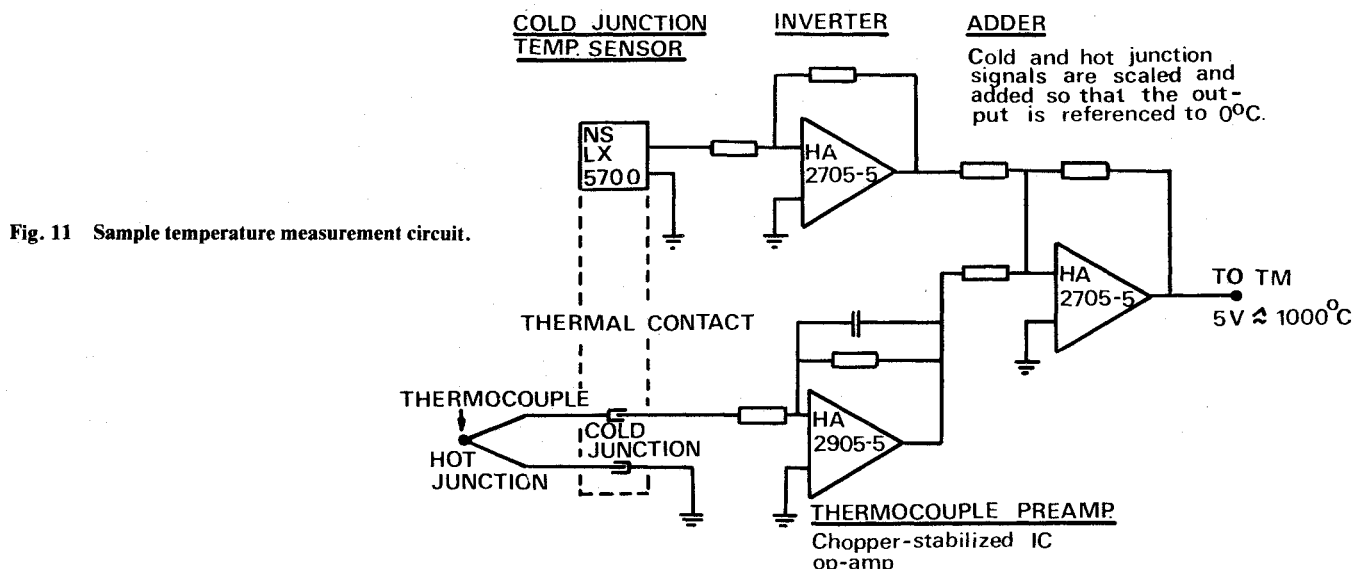 COLD JUNCTION
TEMP. SENSOR
INVERTER
ADDER
Cold and hot junction
signals are scaled and
added so that the out-
put is referenced to 0°C.
NS
LX
5700
HA
2705-5
Fig. 11 Sample temperature measurement circuit.
HA
2705-5
TO TM
5V ≙ 1000°C
THERMAL CONTACT
THERMOCOUPLE
HOT
JUNCTION
COLD
JUNCTION
HA
2905-5
THERMOCOUPLE PREAMP.
Chopper-stabilized IC
op-amp